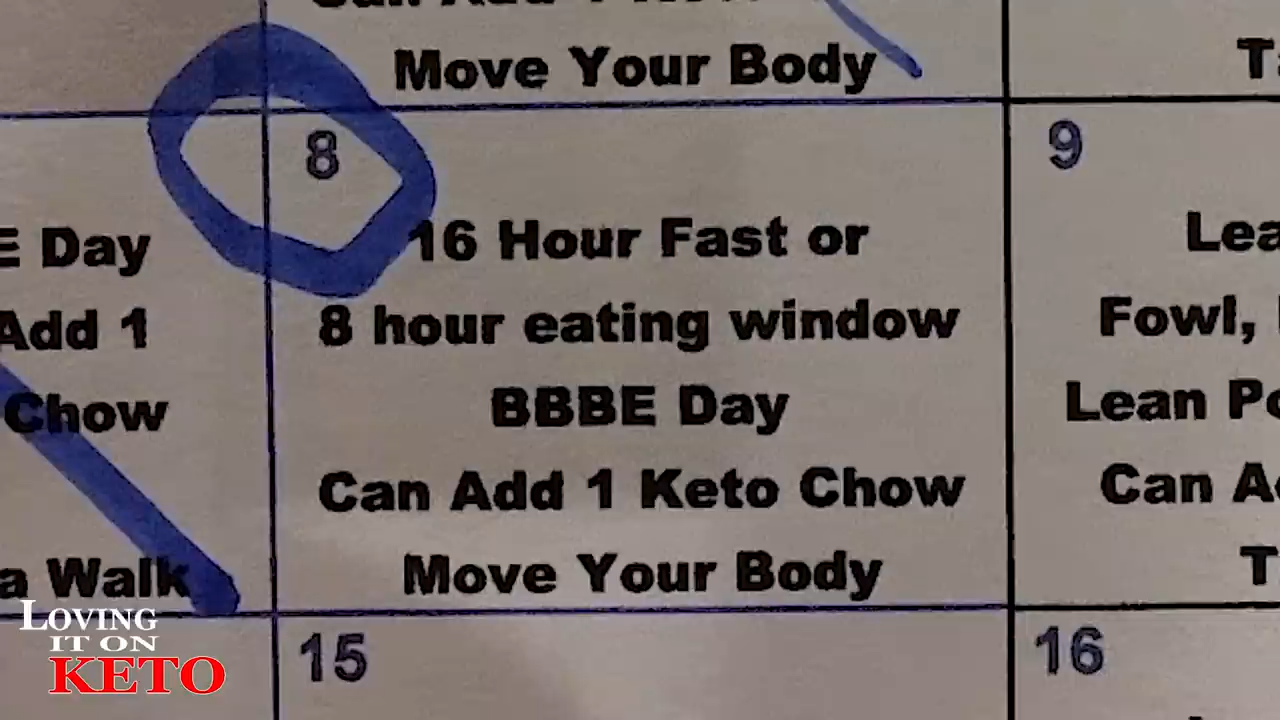 Move Your Body
8
16 Hour Fast or
8 hour eating window
BBBE Day
Can Add 1 Keto Chow
Move Your Body
9
Fowl,
Lean
Can
Day
Add 1
Chow
a Walk
15
16
LOVING
IT ON
KETO